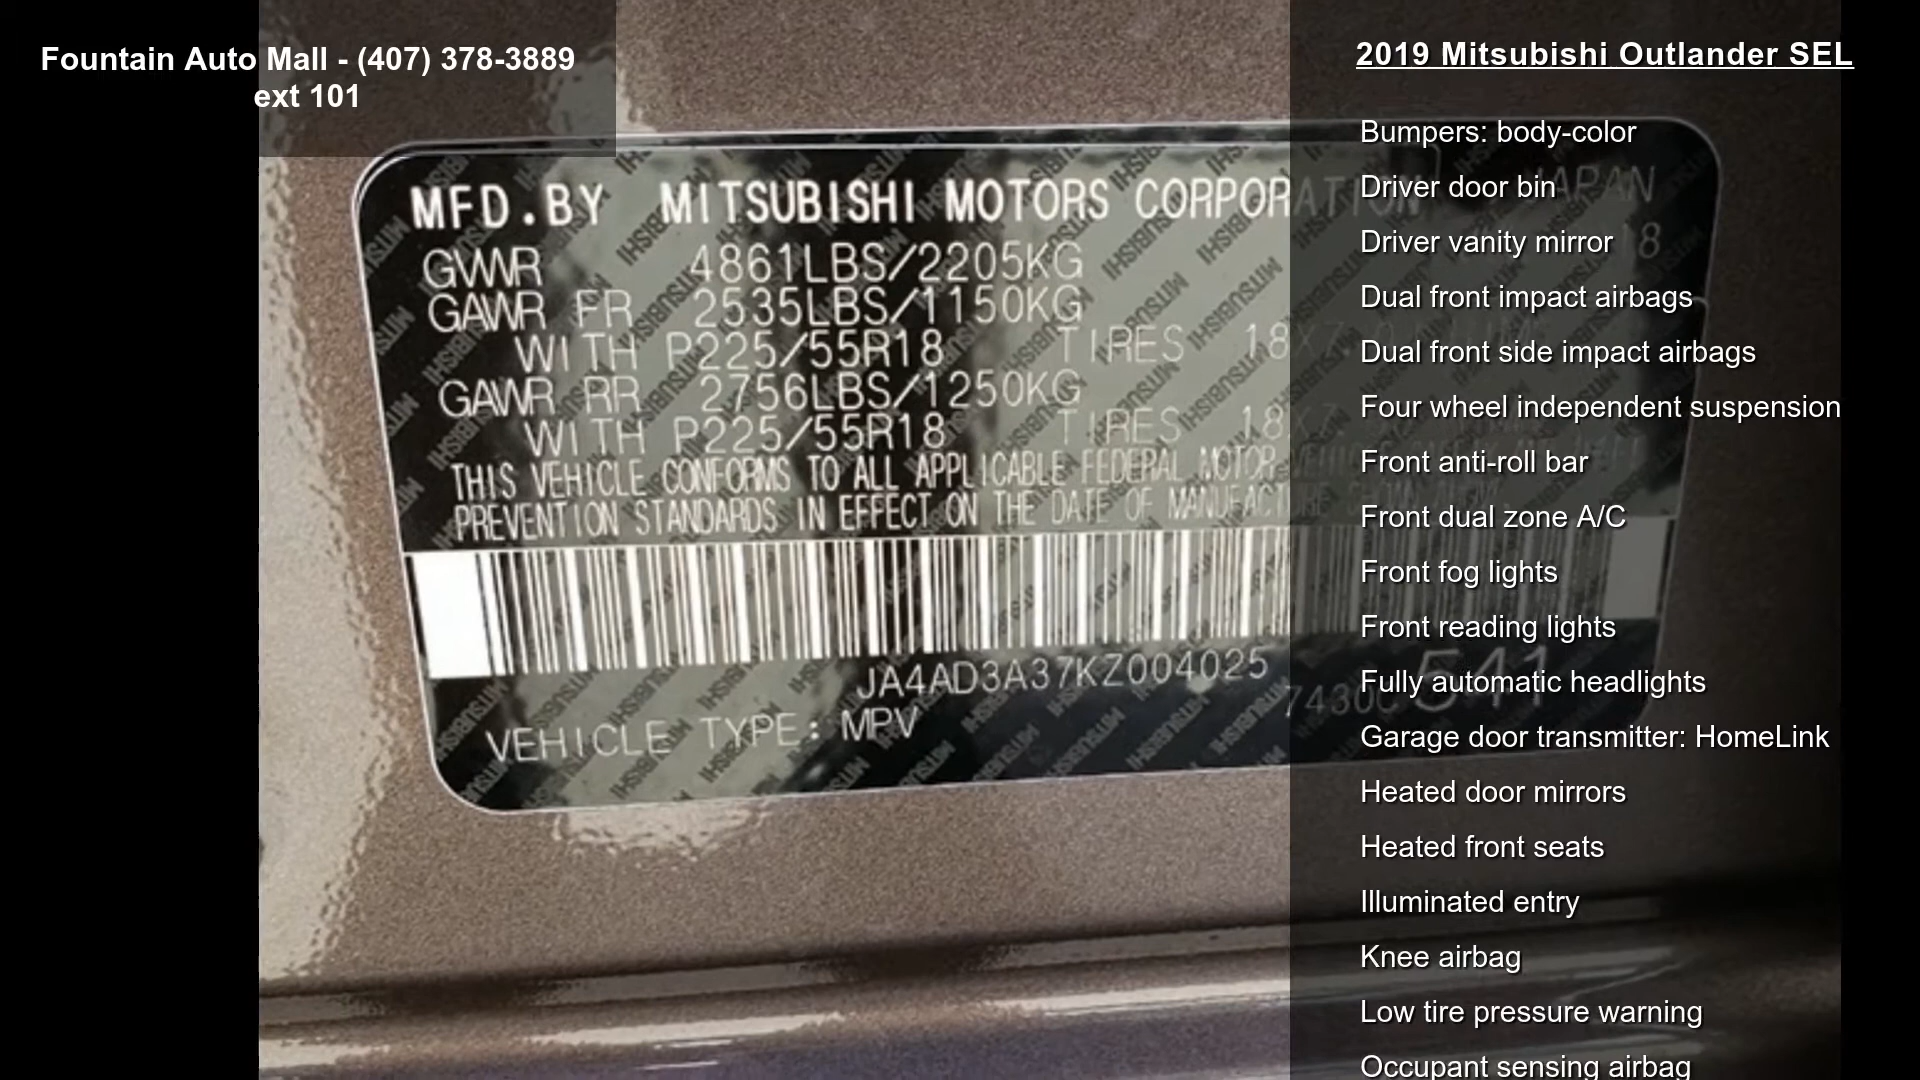 Fountain Auto Mall - (407) 378-3889
ext 101
2019 Mitsubishi Outlander SEL
Bumpers: body-color
Driver door bin
Driver vanity mirror
Dual front impact airbags
Dual front side impact airbags
Four wheel independent suspension
Front anti-roll bar
Front dual zone A/C
Front fog lights
Front reading lights
Fully automatic headlights
Garage door transmitter: HomeLink
Heated door mirrors
Heated front seats
Illuminated entry
Knee airbag
Low tire pressure warning
Occupant sensing airbag
MFD.BY MITSUBISHI MOTORS CORPORATION JAPAN
GVWR 4861LBS/2205KG
GAWR FR 2535LBS/1150KG
WITH P225/55R18 TIRES
GAWR RR 2756LBS/1250KG
WITH P225/55R18 TIRES
THIS VEHICLE CONFORMS TO ALL APPLICABLE FEDERAL MOTOR
PREVENTION STANDARDS IN EFFECT ON THE DATE OF MANUFACTURE
JA4AD3A37KZ004025
VEHICLE TYPE: MPV
7430C 541